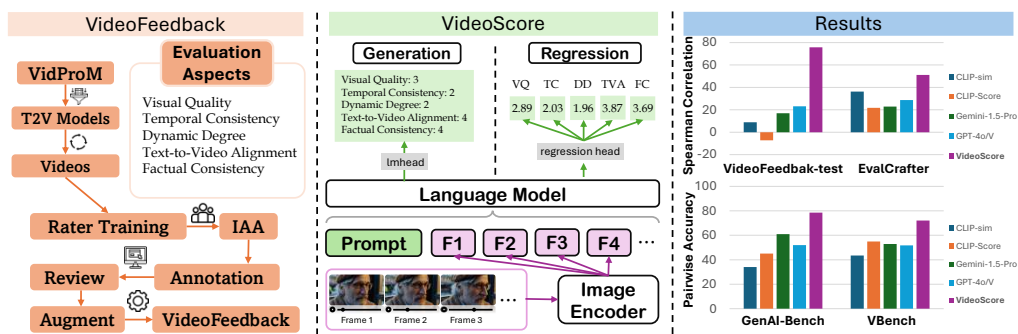 VideoFeedback
VidProM
T2V Models
Videos
Evaluation
Aspects
Visual Quality
Temporal Consistency
Dynamic Degree
Text-to-Video Alignment
Factual Consistency
Rater Training
IAA
Review
Annotation
Augment
VideoFeedback
VideoScore
Generation
Visual Quality: 3
Temporal Consistency: 2
Dynamic Degree: 2
Text-to-Video Alignment: 4
Factual Consistency: 4
lmhead
Regression
VQ TC DD TVA FC
2.89 2.03 1.96 3.87 3.69
regression head
Language Model
Prompt F1 F2 F3 F4 ...
Frame 1 Frame 2 Frame 3 ...
Image
Encoder
Results
Spearman Correlation
80
60
40
20
0
-20
VideoFeedbak-test EvalCrafter
CLIP-sim
CLIP-Score
Gemini-1.5-Pro
GPT-4o/V
VideoScore
Pairwise Accuracy
100
80
60
40
20
0
GenAI-Bench VBench
CLIP-sim
CLIP-Score
Gemini-1.5-Pro
GPT-4o/V
VideoScore